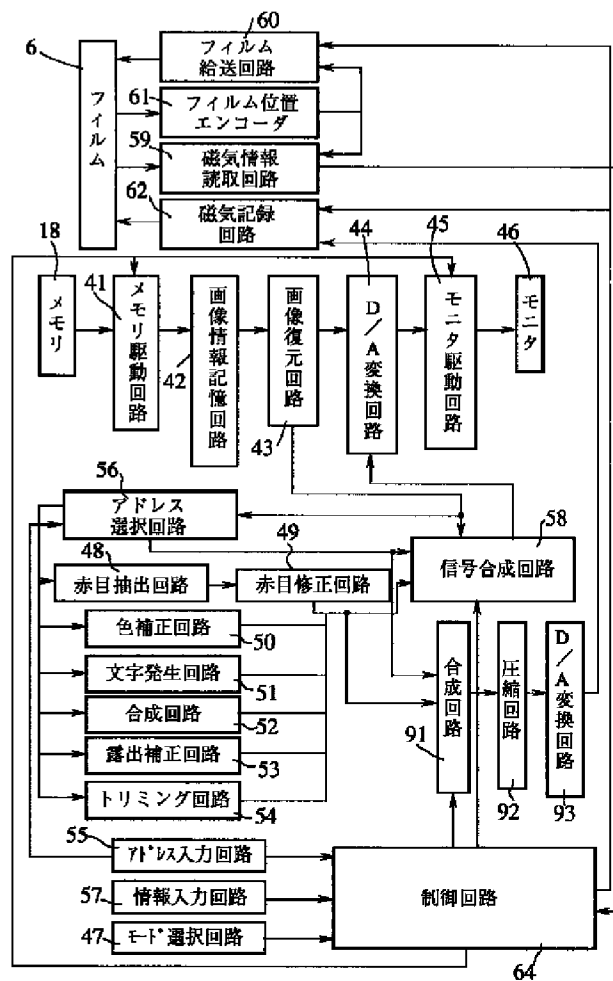 60
6
フィルム
フィルム
給送回路
61
フィルム位置
エンコーダ
59
磁気情報
読取回路
62
磁気記録
回路
18
メモリ
41
メモリ駆動回路
画像情報記憶回路
42
画像復元回路
43
44
D/A変換回路
45
モニタ駆動回路
46
モニタ
56
アドレス
選択回路
48
赤目抽出回路
49
赤目修正回路
58
信号合成回路
色補正回路
50
文字発生回路
51
合成回路
52
露出補正回路
53
トリミング回路
54
合成回路
91
圧縮回路
92
D/A変換回路
93
55
アドレス入力回路
57
情報入力回路
47
モード選択回路
制御回路
64